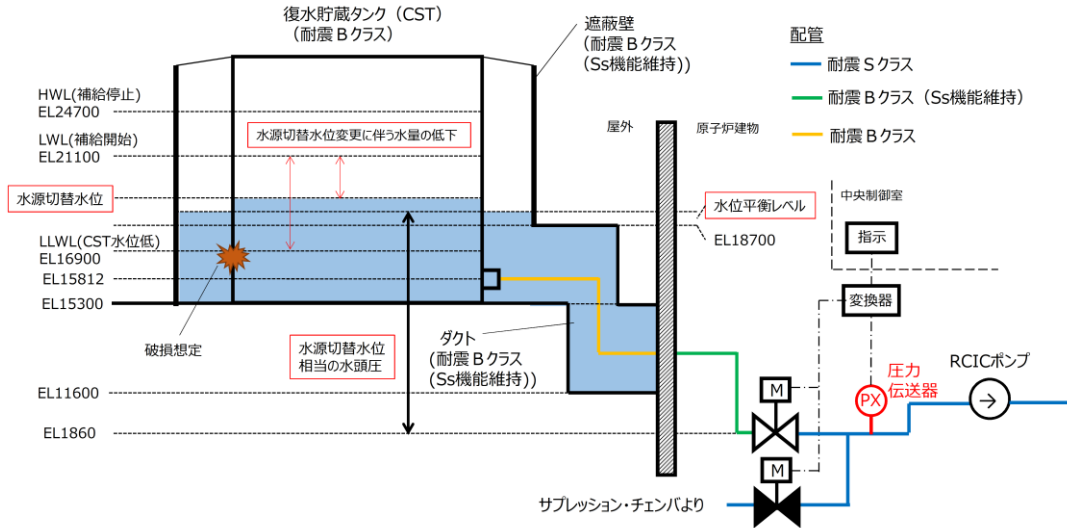 復水貯蔵タンク（CST）
（耐震Ｂクラス）
遮蔽壁
（耐震Ｂクラス
（Ss機能維持））
配管
耐震Ｓクラス
耐震Ｂクラス（Ss機能維持）
耐震Ｂクラス
HWL(補給停止)
EL24700
LWL(補給開始)
EL21100
水源切替水位変更に伴う水量の低下
屋外
原子炉建物
水源切替水位
水位平衡レベル
EL18700
中央制御室
指示
LLWL(CST水位低)
EL16900
EL15812
変換器
EL15300
破損想定
水源切替水位
相当の水頭圧
ダクト
（耐震Ｂクラス
（Ss機能維持））
圧力
伝送器
RCICポンプ
PX
M
EL11600
EL1860
M
サプレッション・チェンバより